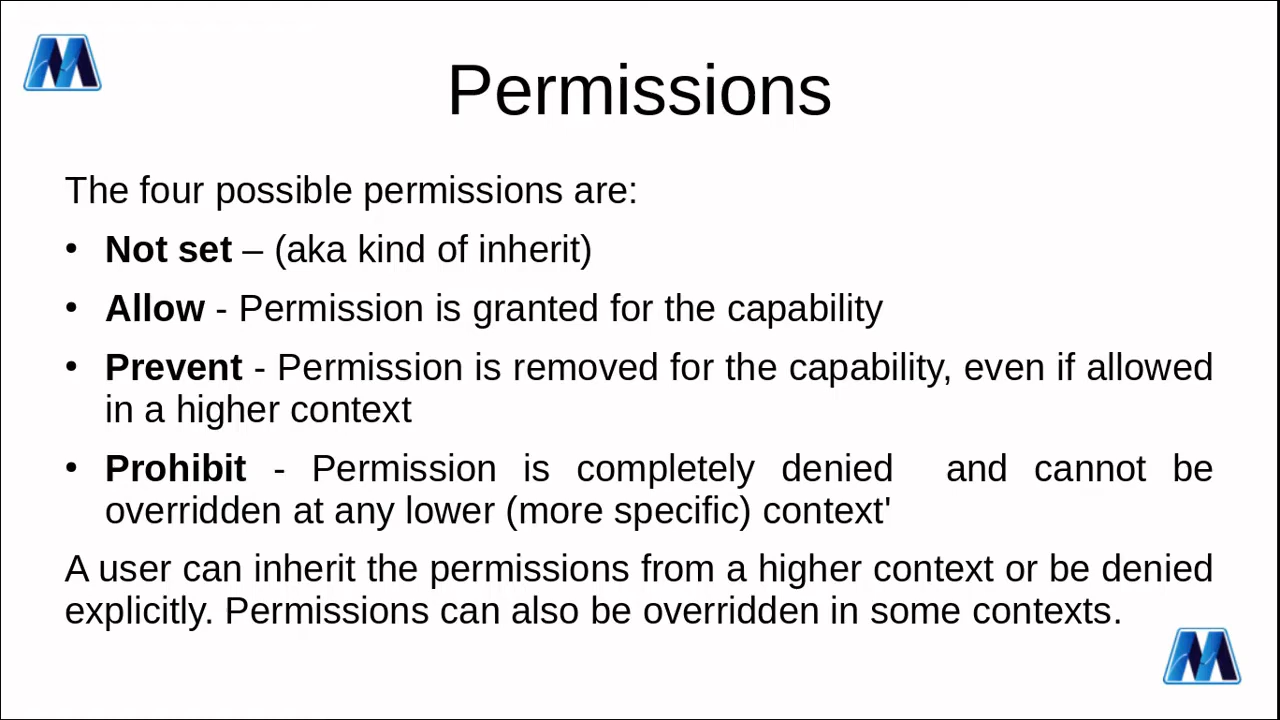 Permissions
The four possible permissions are:
• Not set – (aka kind of inherit)
• Allow - Permission is granted for the capability
• Prevent - Permission is removed for the capability, even if allowed
in a higher context
• Prohibit - Permission is completely denied  and cannot be
overridden at any lower (more specific) context'
A user can inherit the permissions from a higher context or be denied
explicitly. Permissions can also be overridden in some contexts.